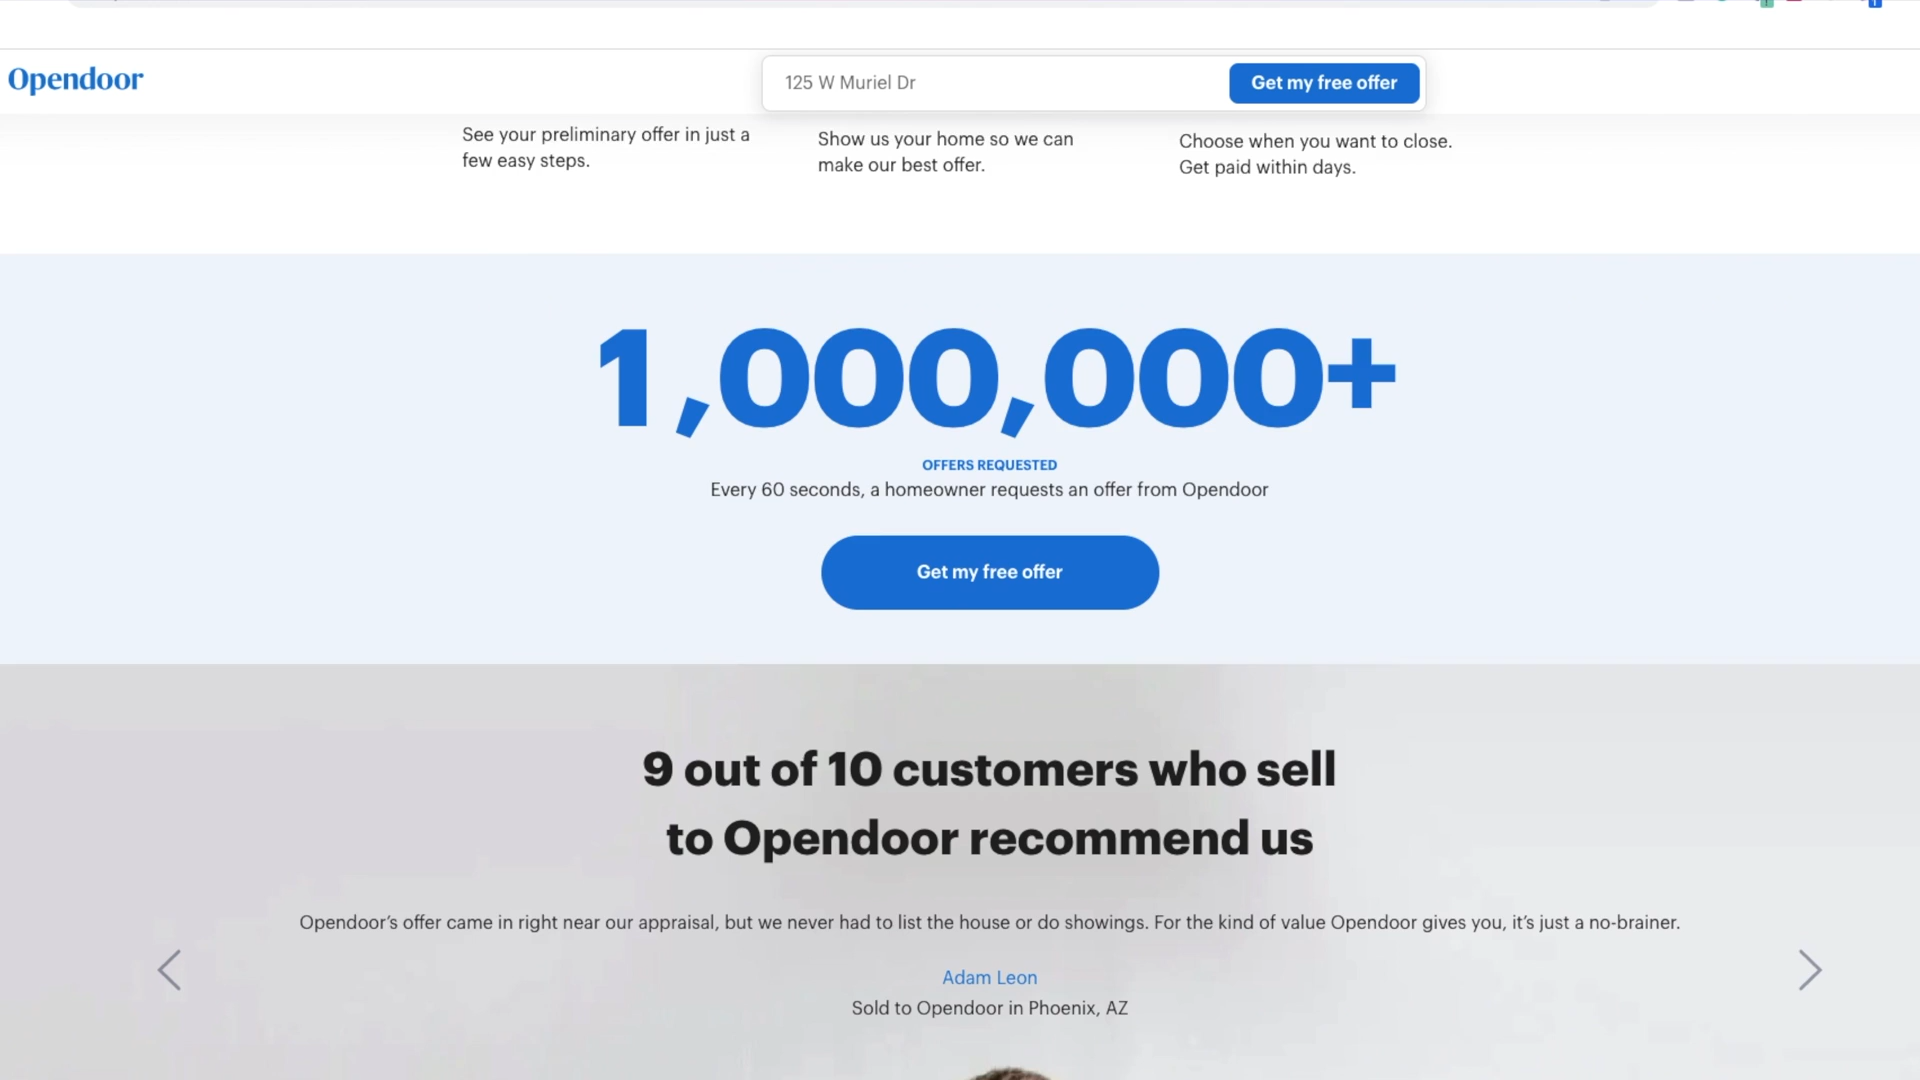 Opendoor
125 W Muriel Dr
Get my free offer
See your preliminary offer in just a
few easy steps.
Show us your home so we can
make our best offer.
Choose when you want to close.
Get paid within days.
1,000,000+
OFFERS REQUESTED
Every 60 seconds, a homeowner requests an offer from Opendoor
Get my free offer
9 out of 10 customers who sell
to Opendoor recommend us
Opendoor’s offer came in right near our appraisal, but we never had to list the house or do showings. For the kind of value Opendoor gives you, it’s just a no-brainer.
Adam Leon
Sold to Opendoor in Phoenix, AZ